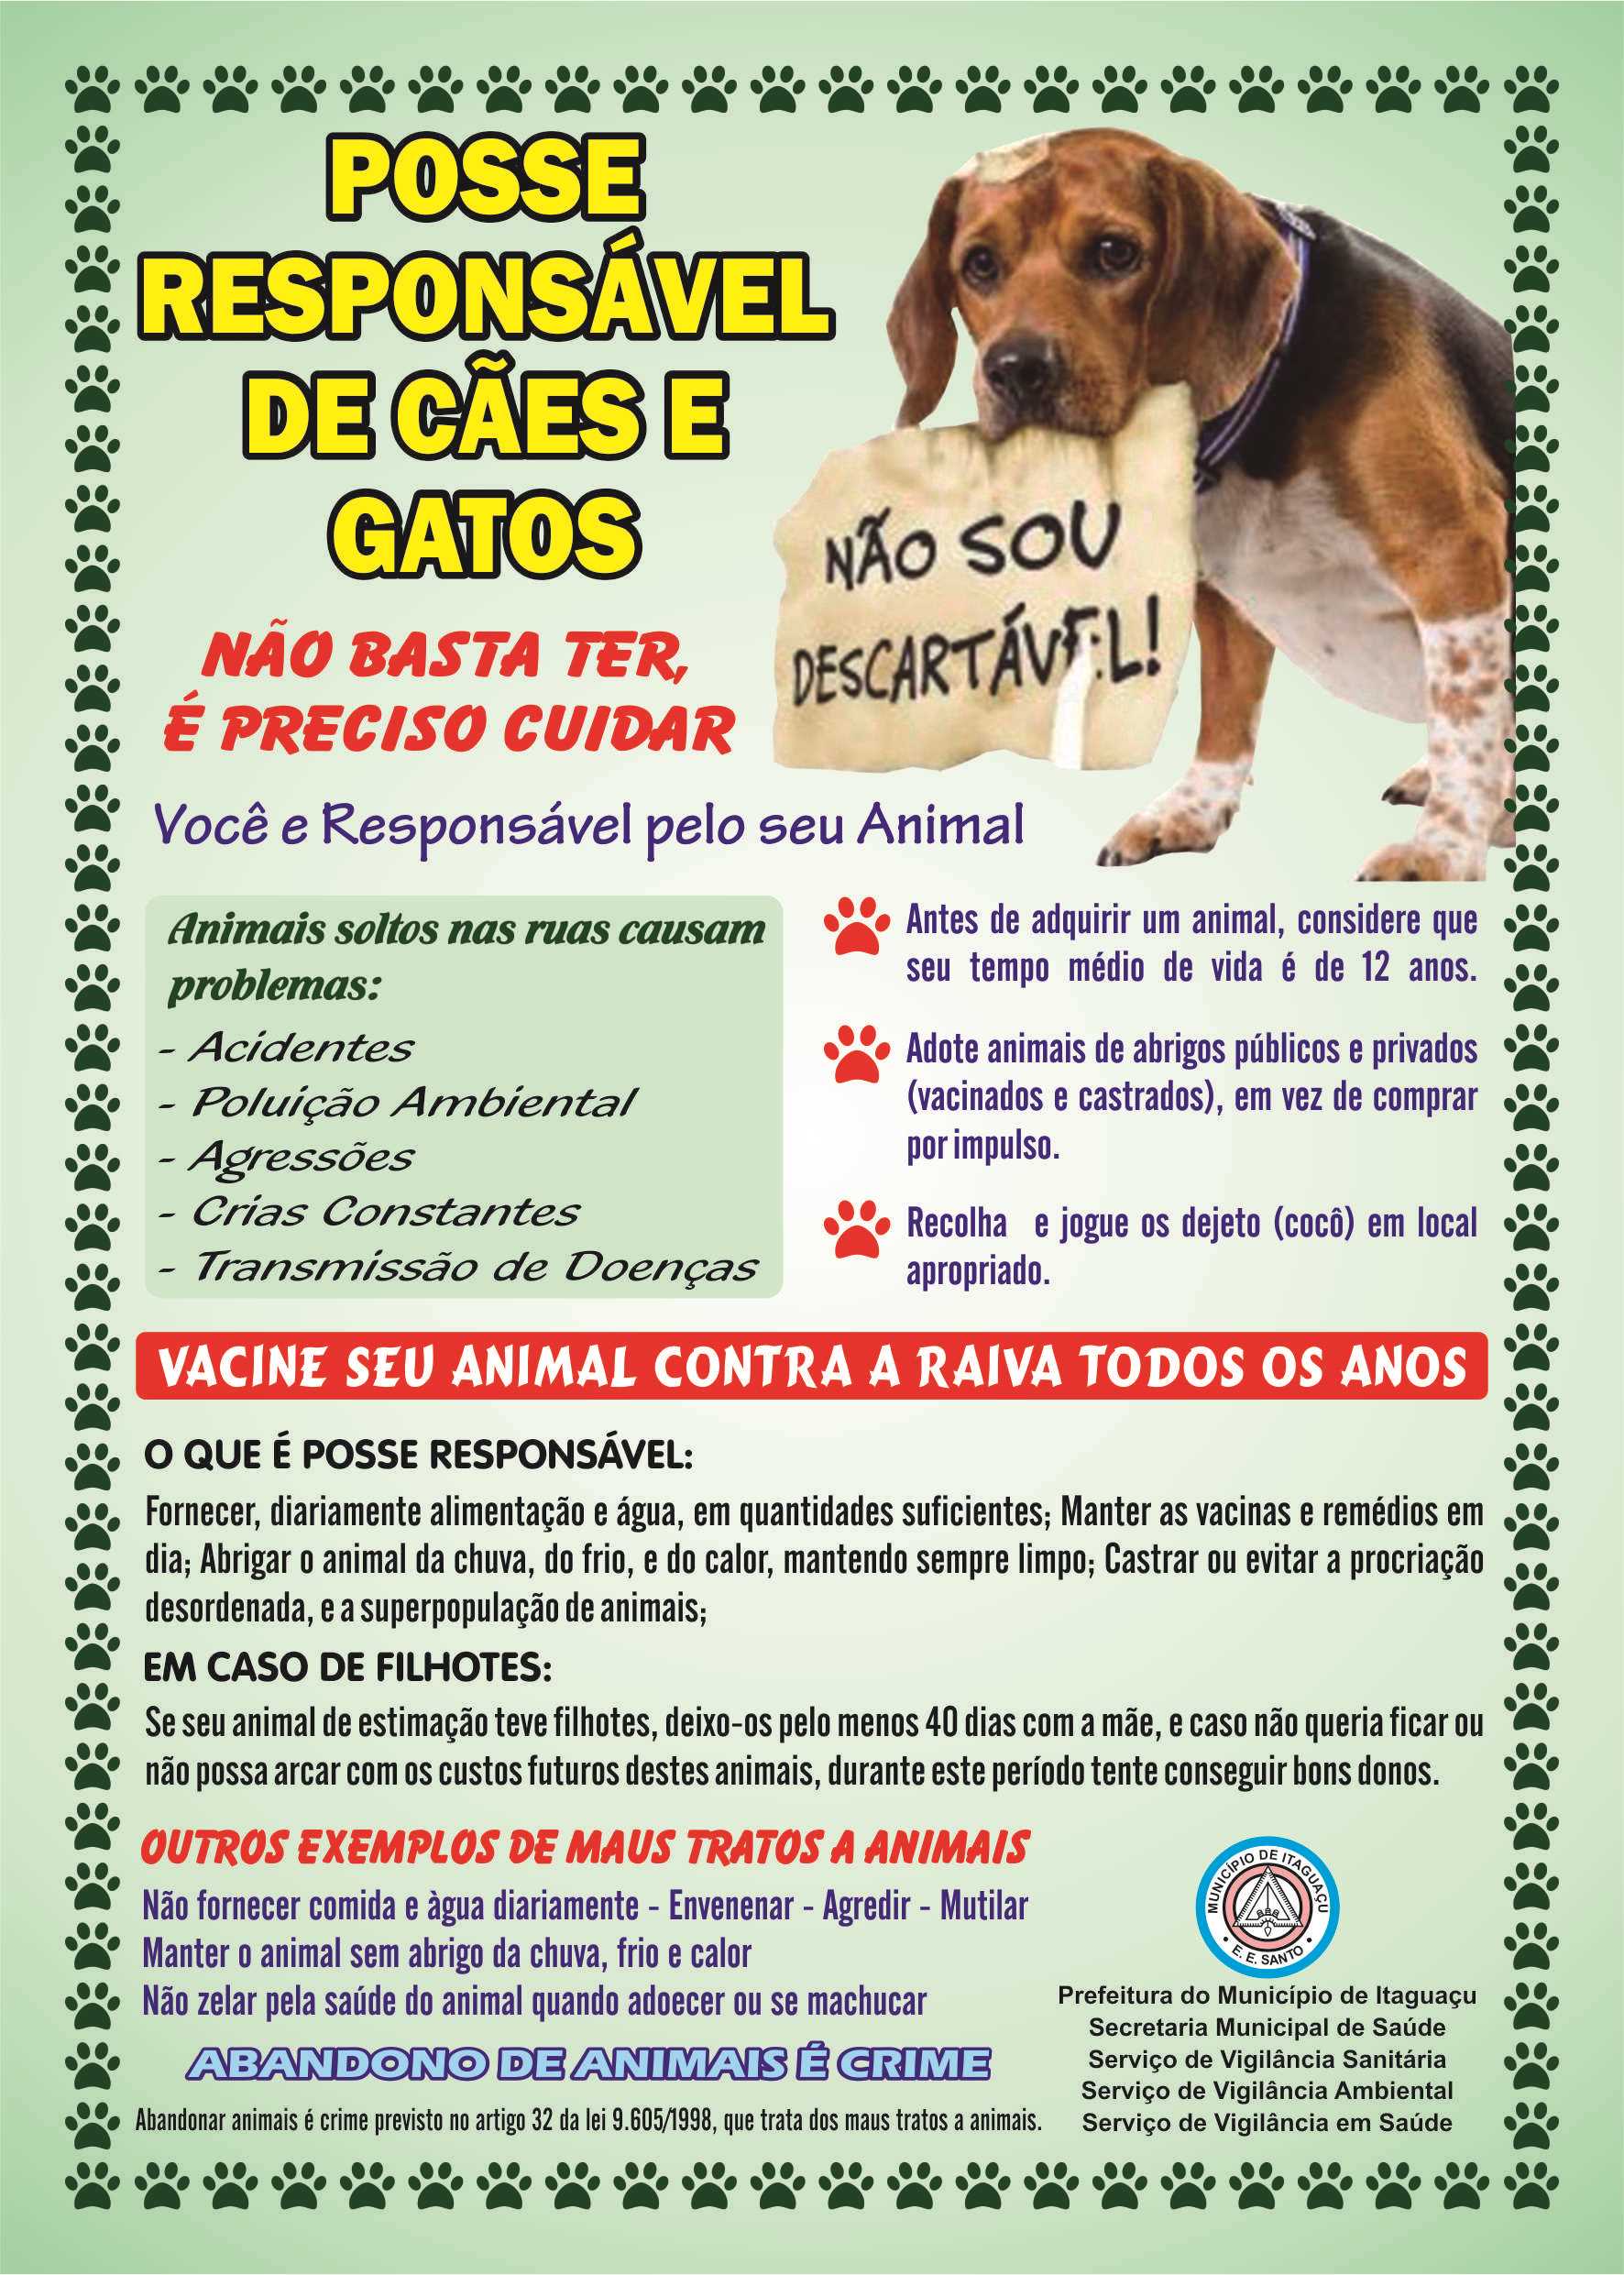 POSSE
RESPONSÁVEL
DE CÃES E
GATOS
NÃO SOU
DESCARTÁVEL!
NÃO BASTA TER,
É PRECISO CUIDAR
Você e Responsável pelo seu Animal
Animais soltos nas ruas causam
problemas:
- Acidentes
- Poluição Ambiental
- Agressões
- Crias Constantes
- Transmissão de Doenças
Antes de adquirir um animal, considere que
seu tempo médio de vida é de 12 anos.
Adote animais de abrigos públicos e privados
(vacinados e castrados), em vez de comprar
por impulso.
Recolha e jogue os dejeto (cocô) em local
apropriado.
VACINE SEU ANIMAL CONTRA A RAIVA TODOS OS ANOS
O QUE É POSSE RESPONSÁVEL:
Fornecer, diariamente alimentação e água, em quantidades suficientes; Manter as vacinas e remédios em
dia; Abrigar o animal da chuva, do frio, e do calor, mantendo sempre limpo; Castrar ou evitar a procriação
desordenada, e a superpopulação de animais;
EM CASO DE FILHOTES:
Se seu animal de estimação teve filhotes, deixo-os pelo menos 40 dias com a mãe, e caso não queria ficar ou
não possa arcar com os custos futuros destes animais, durante este período tente conseguir bons donos.
OUTROS EXEMPLOS DE MAUS TRATOS A ANIMAIS
Não fornecer comida e àgua diariamente - Envenenar - Agredir - Mutilar
Manter o animal sem abrigo da chuva, frio e calor
Não zelar pela saúde do animal quando adoecer ou se machucar
ABANDONO DE ANIMAIS É CRIME
Abandonar animais é crime previsto no artigo 32 da lei 9.605/1998, que trata dos maus tratos a animais.
MUNICÍPIO DE ITAGUAÇU
• E. E. SANTO •
Prefeitura do Município de Itaguaçu
Secretaria Municipal de Saúde
Serviço de Vigilância Sanitária
Serviço de Vigilância Ambiental
Serviço de Vigilância em Saúde